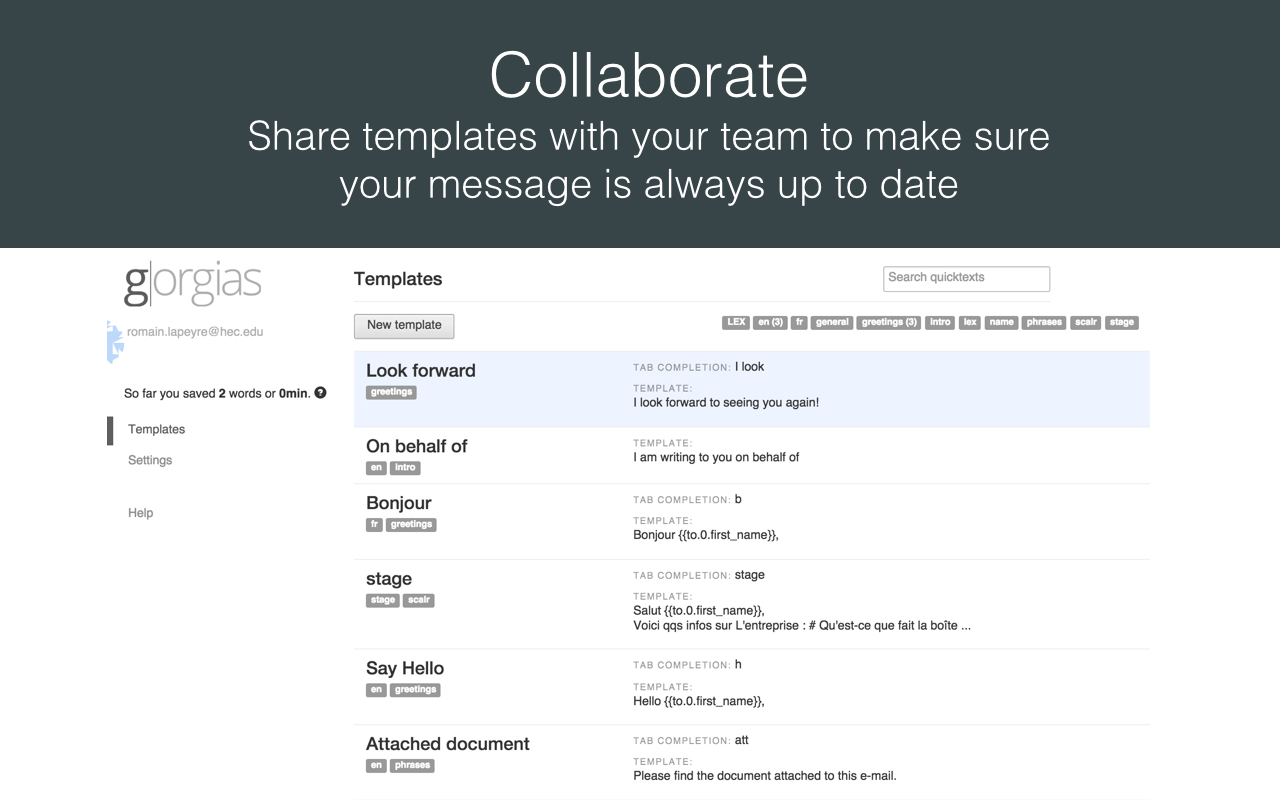 Collaborate
Share templates with your team to make sure
your message is always up to date
gorgias
romain.lapeyre@hec.edu
So far you saved 2 words or 0min. ?
Templates
Settings
Help
Templates
Search quicktexts
New template
LEX en (3) fr general greetings (3) intro lex name phrases scalr stage
Look forward
greetings
TAB COMPLETION: I look
TEMPLATE:
I look forward to seeing you again!
On behalf of
en intro
TEMPLATE:
I am writing to you on behalf of
Bonjour
fr greetings
TAB COMPLETION: b
TEMPLATE:
Bonjour {{to.0.first_name}},
stage
stage scalr
TAB COMPLETION: stage
TEMPLATE:
Salut {{to.0.first_name}},
Voici qqs infos sur L'entreprise : # Qu'est-ce que fait la boîte ...
Say Hello
en greetings
TAB COMPLETION: h
TEMPLATE:
Hello {{to.0.first_name}},
Attached document
en phrases
TAB COMPLETION: att
TEMPLATE:
Please find the document attached to this e-mail.